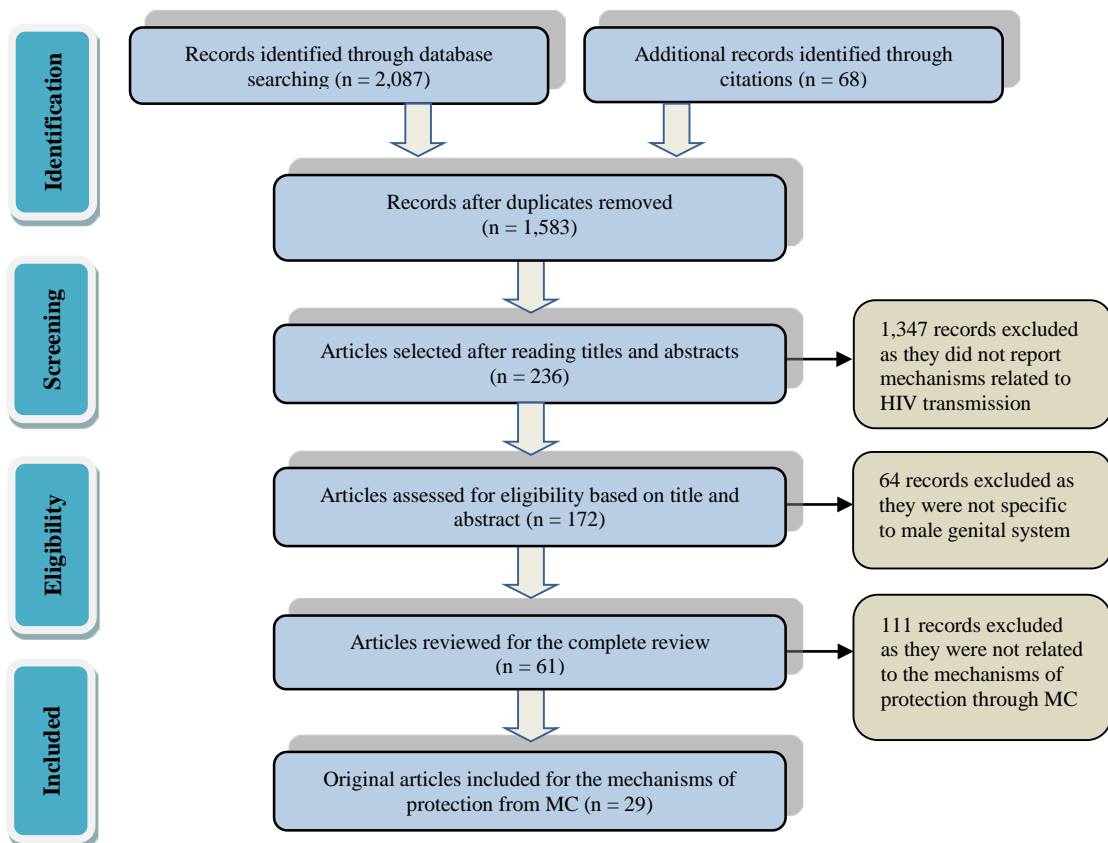 Identification
Records identified through database
searching (n = 2,087)
Additional records identified through
citations (n = 68)
Records after duplicates removed
(n = 1,583)
Screening
Articles selected after reading titles and abstracts
(n = 236)
1,347 records excluded
as they did not report
mechanisms related to
HIV transmission
Eligibility
Articles assessed for eligibility based on title and
abstract (n = 172)
64 records excluded as
they were not specific
to male genital system
Articles reviewed for the complete review
(n = 61)
111 records excluded
as they were not related
to the mechanisms of
protection through MC
Included
Original articles included for the mechanisms of
protection from MC (n = 29)